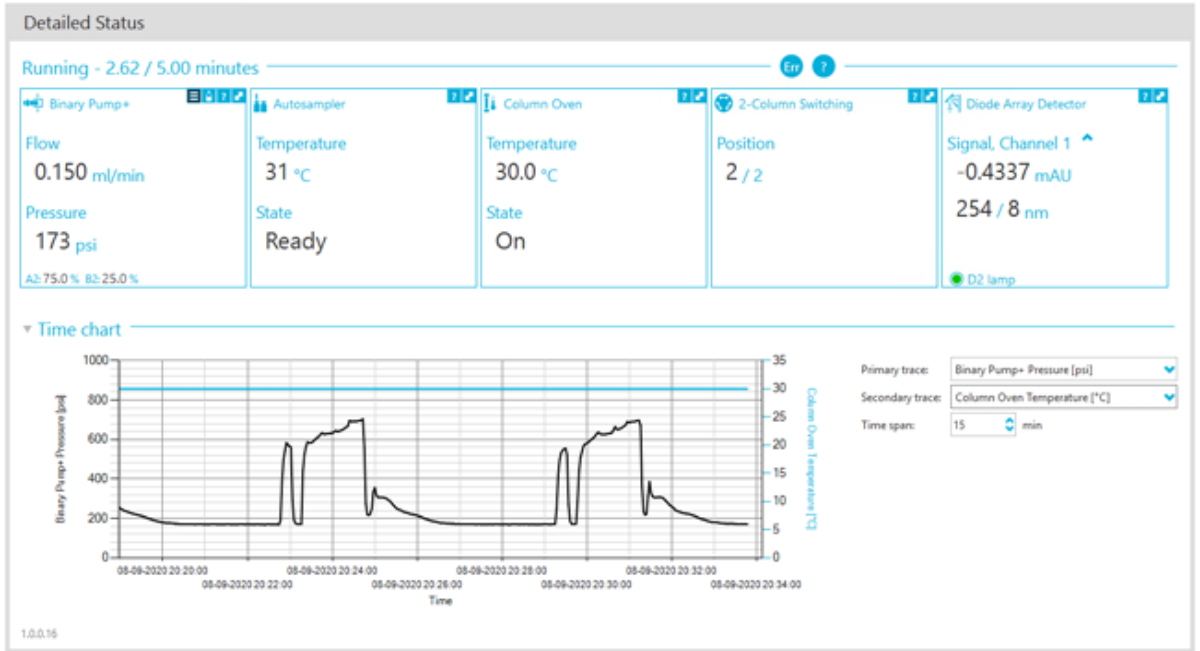 Detailed Status
Running - 2.62 / 5.00 minutes
Err ?
Binary Pump+
Flow
0.150 ml/min
Pressure
173 psi
A2: 75.0 % B2: 25.0 %
Autosampler
Temperature
31 °C
State
Ready
Column Oven
Temperature
30.0 °C
State
On
2-Column Switching
Position
2 / 2
Diode Array Detector
Signal, Channel 1
-0.4337 mAU
254 / 8 nm
D2 lamp
Time chart
Binary Pump+ Pressure [psi]
1000
800
600
400
200
0
35
30
25
20
15
10
5
0
Column Oven Temperature [°C]
08-09-2020 20:20:00
08-09-2020 20:22:00
08-09-2020 20:24:00
08-09-2020 20:26:00
08-09-2020 20:28:00
08-09-2020 20:30:00
08-09-2020 20:32:00
08-09-2020 20:34:00
Time
Primary trace: Binary Pump+ Pressure [psi]
Secondary trace: Column Oven Temperature [°C]
Time span: 15 min
1.0.0.16